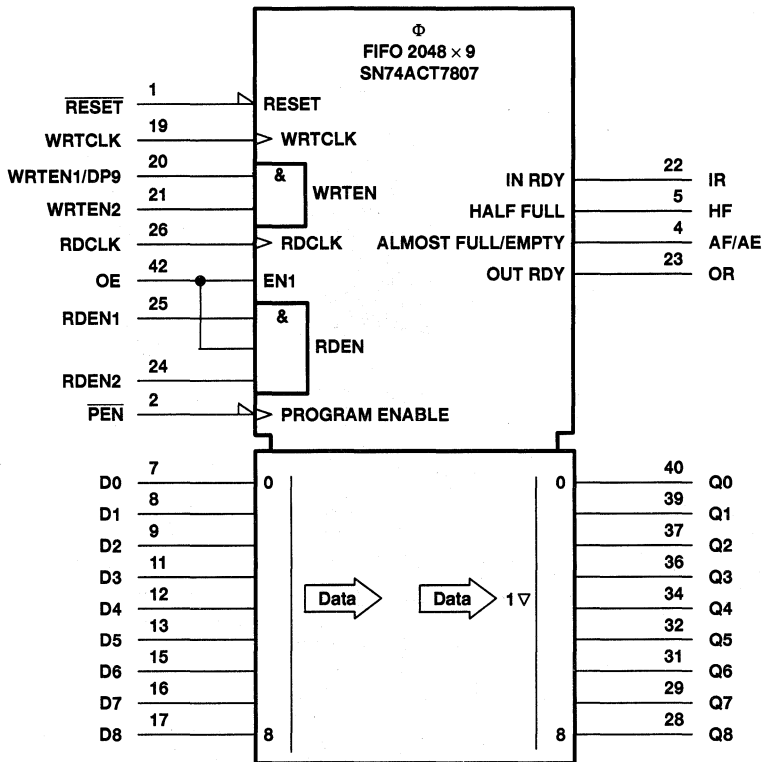 Φ
FIFO 2048 × 9
SN74ACT7807
RESET 1 RESET
WRTCLK 19 WRTCLK
WRTEN1/DP9 20 & WRTEN IN RDY 22 IR
WRTEN2 21 HALF FULL 5 HF
RDCLK 26 RDCLK ALMOST FULL/EMPTY 4 AF/AE
OE 42 EN1 OUT RDY 23 OR
RDEN1 25 &
RDEN
RDEN2 24
PEN 2 PROGRAM ENABLE
D0 7 0 0 40 Q0
D1 8 39 Q1
D2 9 37 Q2
D3 11 36 Q3
D4 12 Data Data 1 ▽ 34 Q4
D5 13 32 Q5
D6 15 31 Q6
D7 16 29 Q7
D8 17 8 8 28 Q8